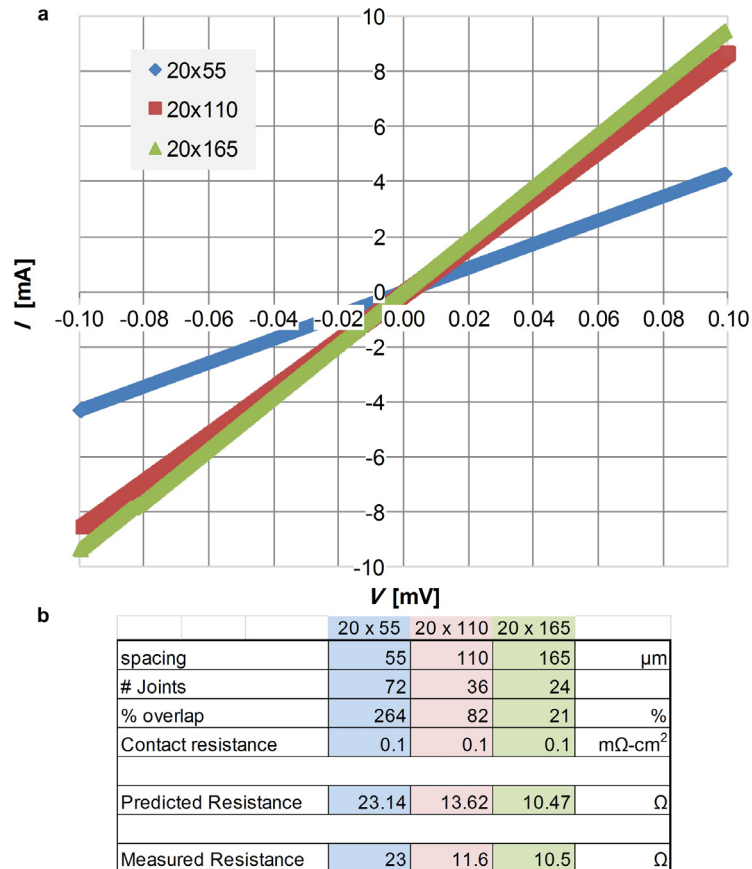 a
10
8
6
4
2
0
-2
-4
-6
-8
-10
20x55
20x110
20x165
-0.10 -0.08 -0.06 -0.04 -0.02 0.00 0.02 0.04 0.06 0.08 0.10
I [mA]
V [mV]
b
20 x 55 20 x 110 20 x 165
spacing 55 110 165 µm
# Joints 72 36 24
% overlap 264 82 21 %
Contact resistance 0.1 0.1 0.1 mΩ-cm²
Predicted Resistance 23.14 13.62 10.47 Ω
Measured Resistance 23 11.6 10.5 Ω